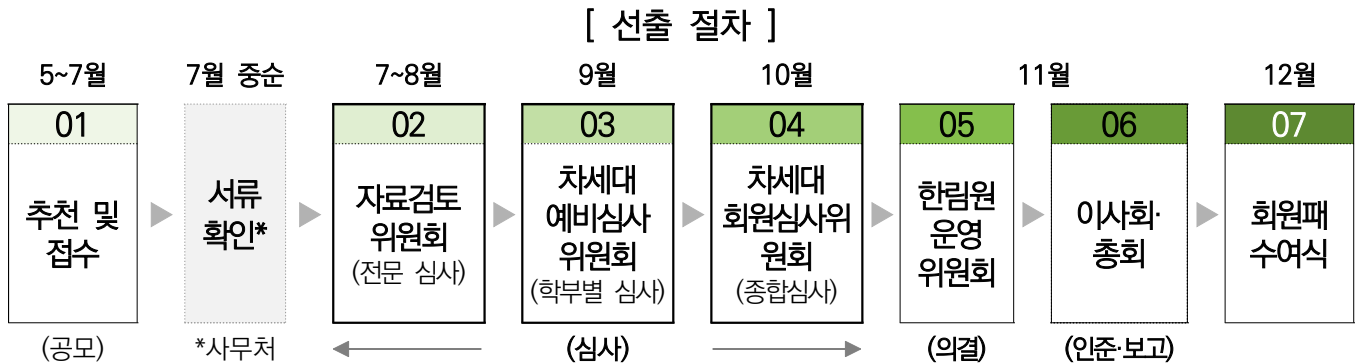 [ 선출 절차 ]
5~7월
7월 중순
7~8월
9월
10월
11월
12월
01
추천 및
접수
(공모)
서류
확인*
*사무처
02
자료검토
위원회
(전문 심사)
03
차세대
예비심사
위원회
(학부별 심사)
(심사)
04
차세대
회원심사위
원회
(종합심사)
05
한림원
운영
위원회
(의결)
06
이사회·
총회
(인준·보고)
07
회원패
수여식